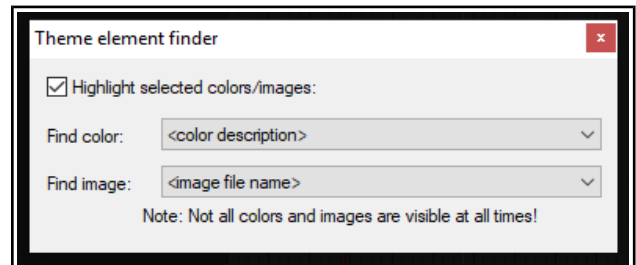 Theme element finder
x
Highlight selected colors/images:
Find color: <color description>
Find image: <image file name>
Note: Not all colors and images are visible at all times!